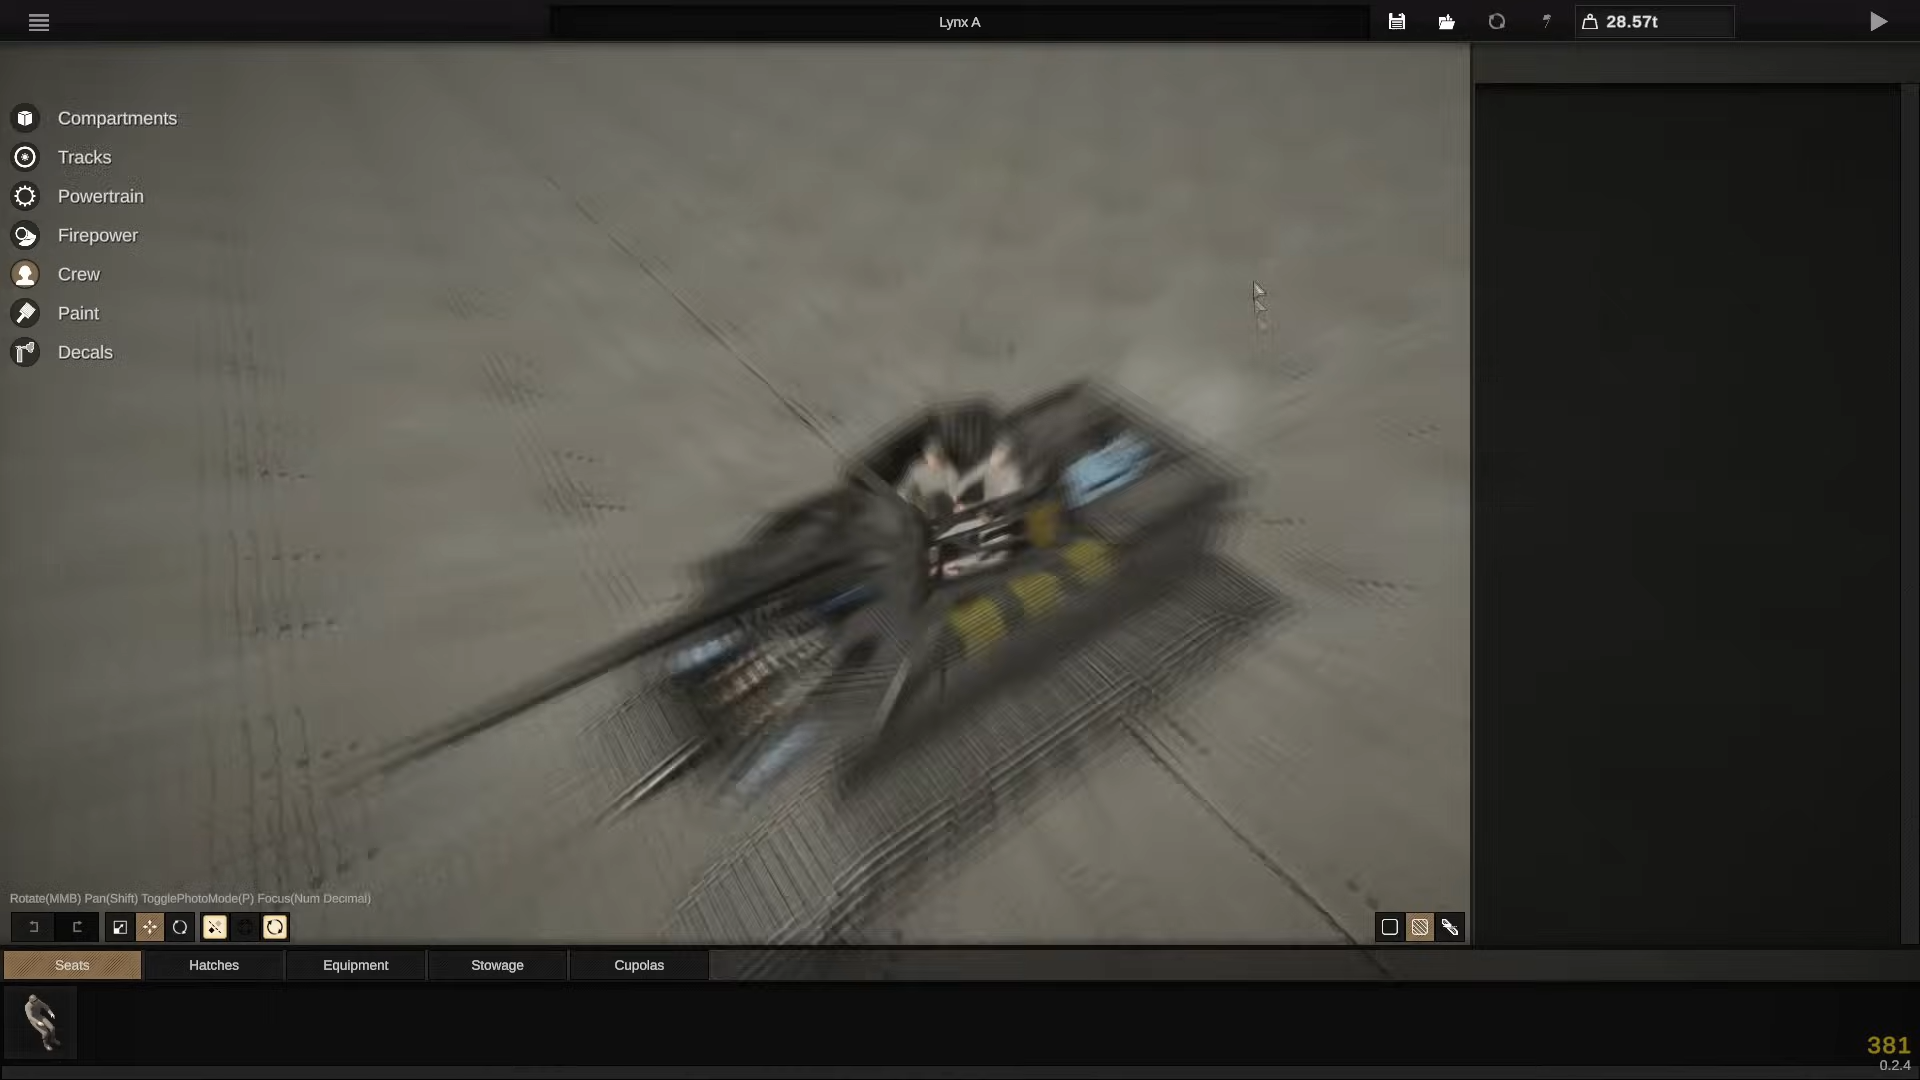 Lynx A
28.57t
Compartments
Tracks
Powertrain
Firepower
Crew
Paint
Decals
Rotate(MMB) Pan(Shift) TogglePhotoMode(P) Focus(Num Decimal)
Seats
Hatches
Equipment
Stowage
Cupolas
381
0.2.4